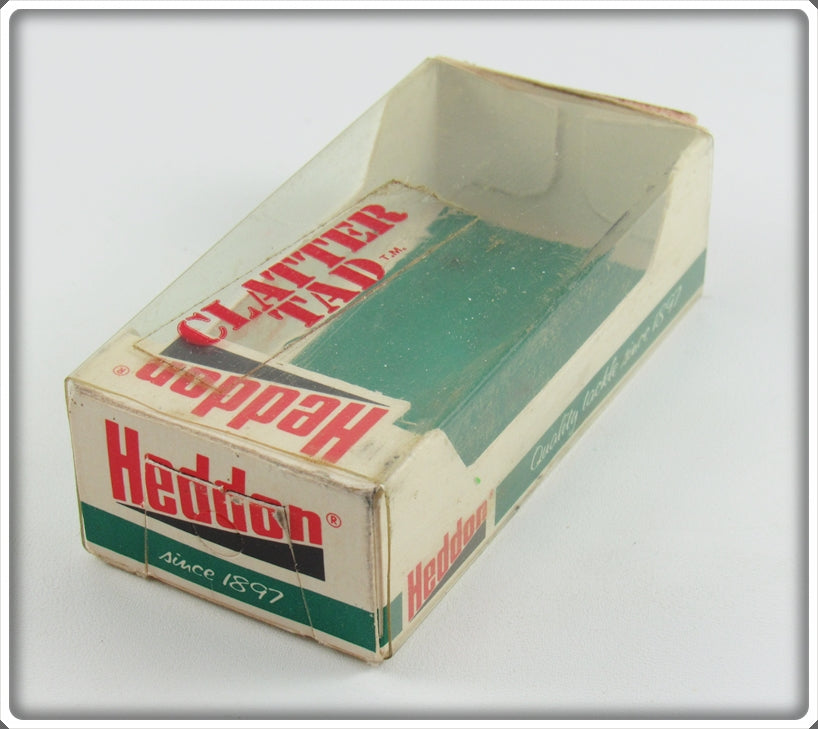 CLATTER
TAD T.M.
Heddon ®
Heddon ®
since 1897
Heddon ®
Quality tackle since 1897